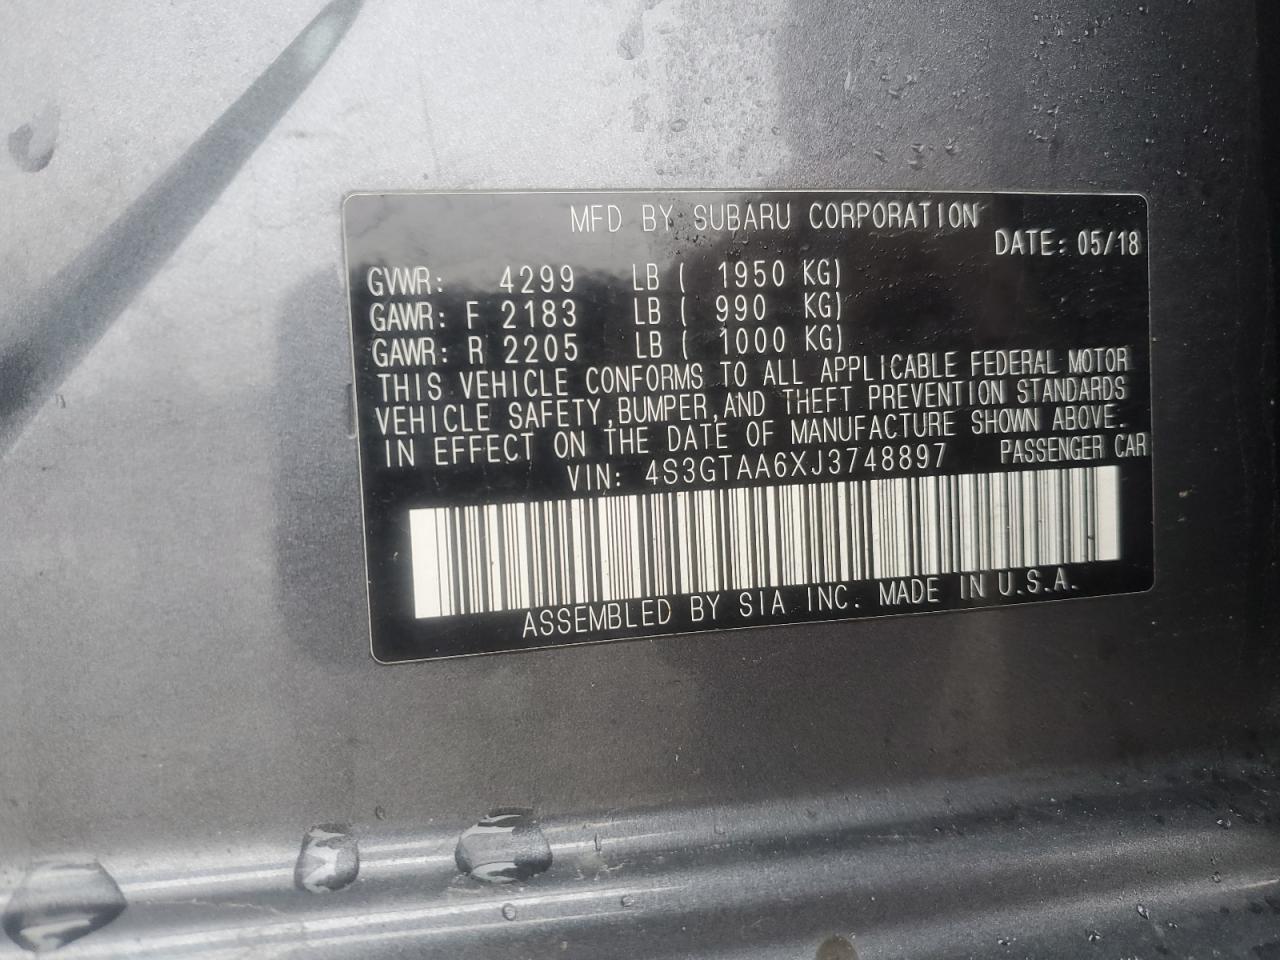 MFD BY SUBARU CORPORATION
DATE: 05/18
GVWR: 4299 LB ( 1950 KG)
GAWR: F 2183 LB ( 990 KG)
GAWR: R 2205 LB ( 1000 KG)
THIS VEHICLE CONFORMS TO ALL APPLICABLE FEDERAL MOTOR
VEHICLE SAFETY, BUMPER, AND THEFT PREVENTION STANDARDS
IN EFFECT ON THE DATE OF MANUFACTURE SHOWN ABOVE.
VIN: 4S3GTAA6XJ3748897 PASSENGER CAR
ASSEMBLED BY SIA INC. MADE IN U.S.A.